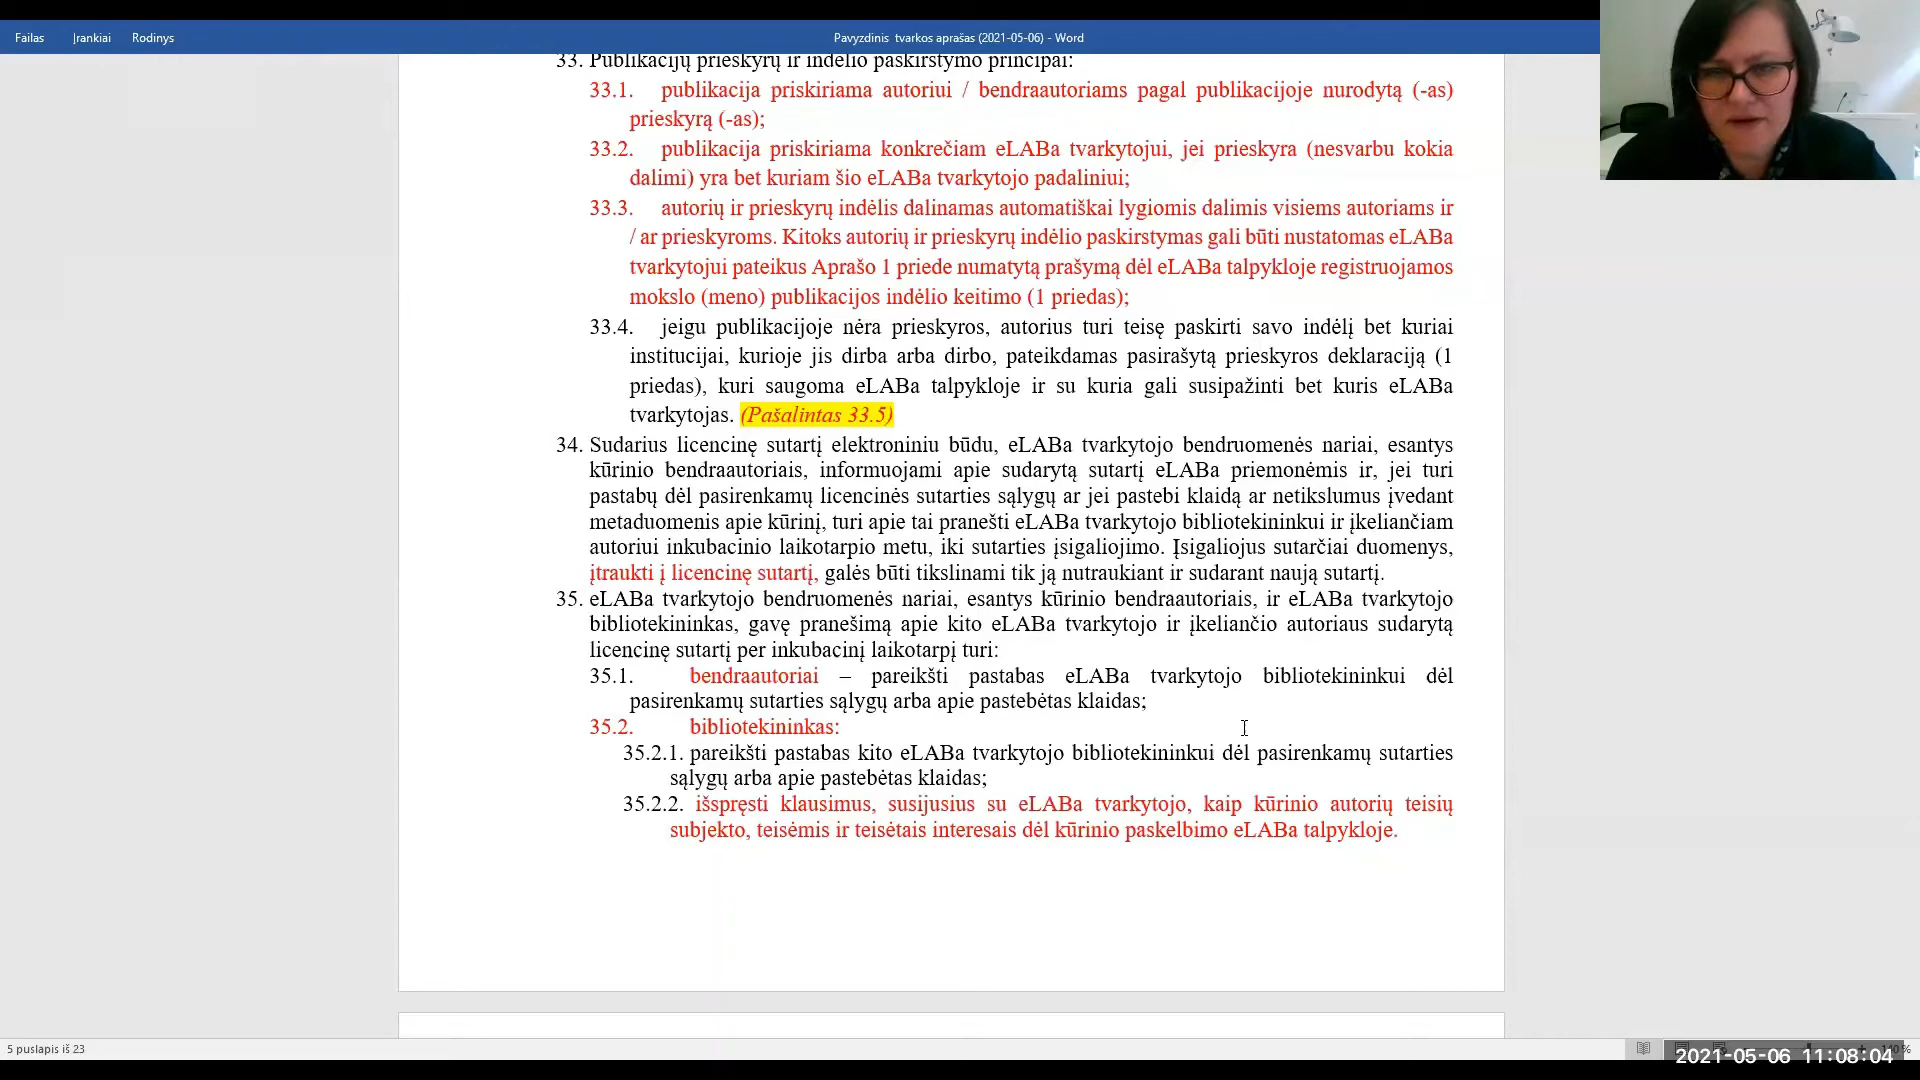 Failas Įrankiai Rodinys
Pavyzdinis tvarkos aprašas (2021-05-06) - Word
33. Publikacijų prieskyrų ir indėlio paskirstymo principai:
33.1. publikacija priskiriama autoriui / bendraautoriams pagal publikacijoje nurodytą (-as)
prieskyrą (-as);
33.2. publikacija priskiriama konkrečiam eLABa tvarkytojui, jei prieskyra (nesvarbu kokia
dalimi) yra bet kuriam šio eLABa tvarkytojo padaliniui;
33.3. autorių ir prieskyrų indėlis dalinamas automatiškai lygiomis dalimis visiems autoriams ir
/ ar prieskyroms. Kitoks autorių ir prieskyrų indėlio paskirstymas gali būti nustatomas eLABa
tvarkytojui pateikus Aprašo 1 priede numatytą prašymą dėl eLABa talpykloje registruojamos
mokslo (meno) publikacijos indėlio keitimo (1 priedas);
33.4. jeigu publikacijoje nėra prieskyros, autorius turi teisę paskirti savo indėlį bet kuriai
institucijai, kurioje jis dirba arba dirbo, pateikdamas pasirašytą prieskyros deklaraciją (1
priedas), kuri saugoma eLABa talpykloje ir su kuria gali susipažinti bet kuris eLABa
tvarkytojas. (Pašalintas 33.5)
34. Sudarius licencinę sutartį elektroniniu būdu, eLABa tvarkytojo bendruomenės nariai, esantys
kūrinio bendraautoriais, informuojami apie sudarytą sutartį eLABa priemonėmis ir, jei turi
pastabų dėl pasirenkamų licencinės sutarties sąlygų ar jei pastebi klaidą ar netikslumus įvedant
metaduomenis apie kūrinį, turi apie tai pranešti eLABa tvarkytojo bibliotekininkui ir įkeliančiam
autoriui inkubacinio laikotarpio metu, iki sutarties įsigaliojimo. Įsigaliojus sutarčiai duomenys,
įtraukti į licencinę sutartį, galės būti tikslinami tik ją nutraukiant ir sudarant naują sutartį.
35. eLABa tvarkytojo bendruomenės nariai, esantys kūrinio bendraautoriais, ir eLABa tvarkytojo
bibliotekininkas, gavę pranešimą apie kito eLABa tvarkytojo ir įkeliančio autoriaus sudarytą
licencinę sutartį per inkubacinį laikotarpį turi:
35.1. bendraautoriai – pareikšti pastabas eLABa tvarkytojo bibliotekininkui dėl
pasirenkamų sutarties sąlygų arba apie pastebėtas klaidas;
35.2. bibliotekininkas:
35.2.1. pareikšti pastabas kito eLABa tvarkytojo bibliotekininkui dėl pasirenkamų sutarties
sąlygų arba apie pastebėtas klaidas;
35.2.2. išspręsti klausimus, susijusius su eLABa tvarkytojo, kaip kūrinio autorių teisių
subjekto, teisėmis ir teisėtais interesais dėl kūrinio paskelbimo eLABa talpykloje.
5 puslapis iš 23
2021-05-06 11:08:04